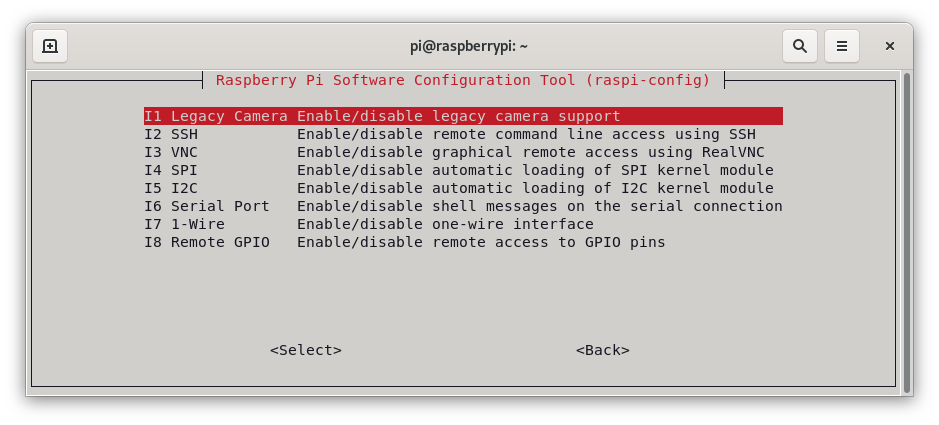 pi@raspberrypi: ~
Raspberry Pi Software Configuration Tool (raspi-config)
I1 Legacy Camera Enable/disable legacy camera support
I2 SSH Enable/disable remote command line access using SSH
I3 VNC Enable/disable graphical remote access using RealVNC
I4 SPI Enable/disable automatic loading of SPI kernel module
I5 I2C Enable/disable automatic loading of I2C kernel module
I6 Serial Port Enable/disable shell messages on the serial connection
I7 1-Wire Enable/disable one-wire interface
I8 Remote GPIO Enable/disable remote access to GPIO pins
<Select> <Back>